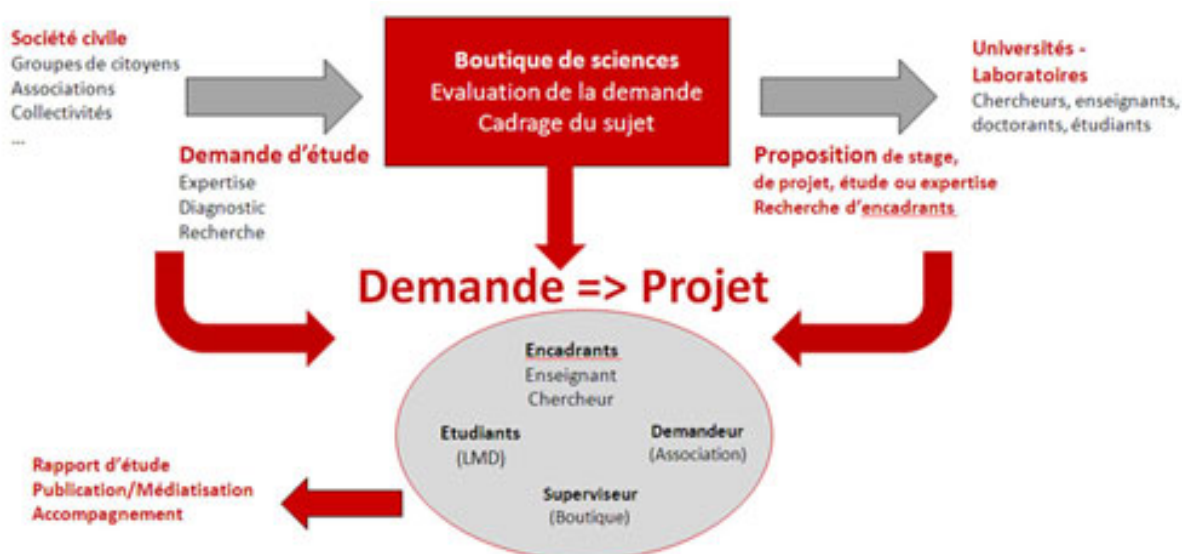 Société civile
Groupes de citoyens
Associations
Collectivités
...
Demande d'étude
Expertise
Diagnostic
Recherche
Boutique de sciences
Evaluation de la demande
Cadrage du sujet
Universités -
Laboratoires
Chercheurs, enseignants,
doctorants, étudiants
Proposition de stage,
de projet, étude ou expertise
Recherche d'encadrants
Demande => Projet
Encadrants
Enseignant
Chercheur
Etudiants
(LMD)
Demandeur
(Association)
Superviseur
(Boutique)
Rapport d'étude
Publication/Médiatisation
Accompagnement